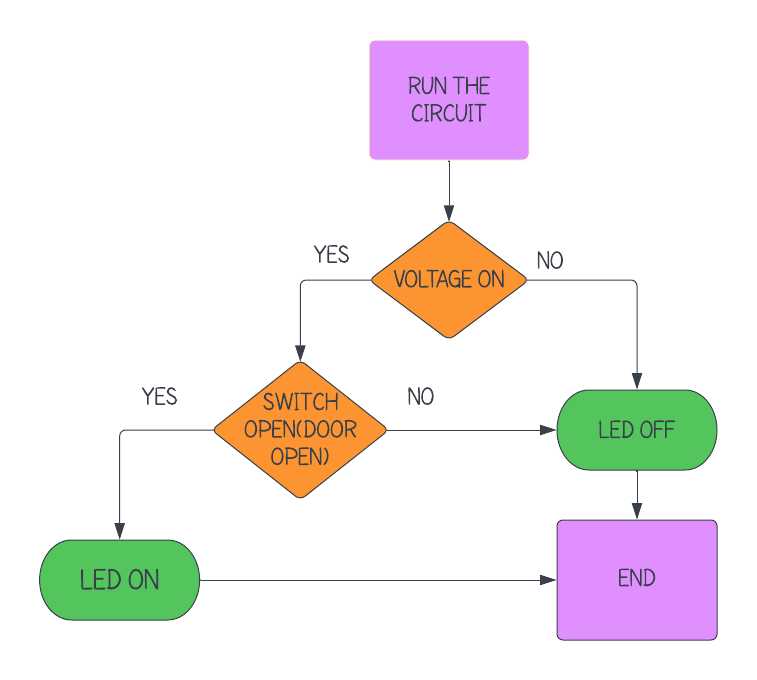 RUN THE
CIRCUIT
YES
NO
VOLTAGE ON
YES
NO
SWITCH
OPEN(DOOR
OPEN)
LED OFF
LED ON
END